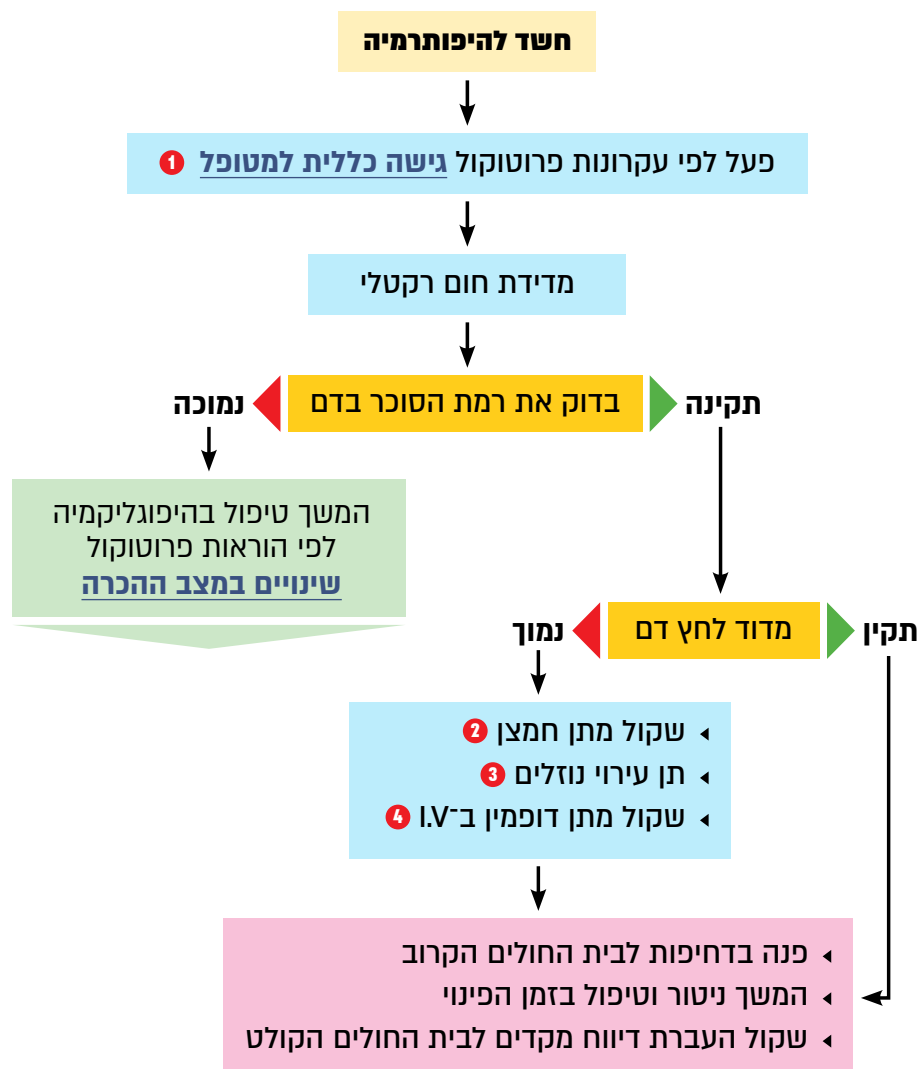 חשד להיפותרמיה
פעל לפי עקרונות פרוטוקול גישה כללית למטופל 1
מדידת חום רקטלי
בדוק את רמת הסוכר בדם
תקינה
נמוכה
המשך טיפול בהיפוגליקמיה
לפי הוראות פרוטוקול
שינויים במצב ההכרה
מדוד לחץ דם
תקין
נמוך
שקול מתן חמצן 2
תן עירוי נוזלים 3
שקול מתן דופמין ב־I.V 4
פנה בדחיפות לבית החולים הקרוב
המשך ניטור וטיפול בזמן הפינוי
שקול העברת דיווח מקדים לבית החולים הקולט